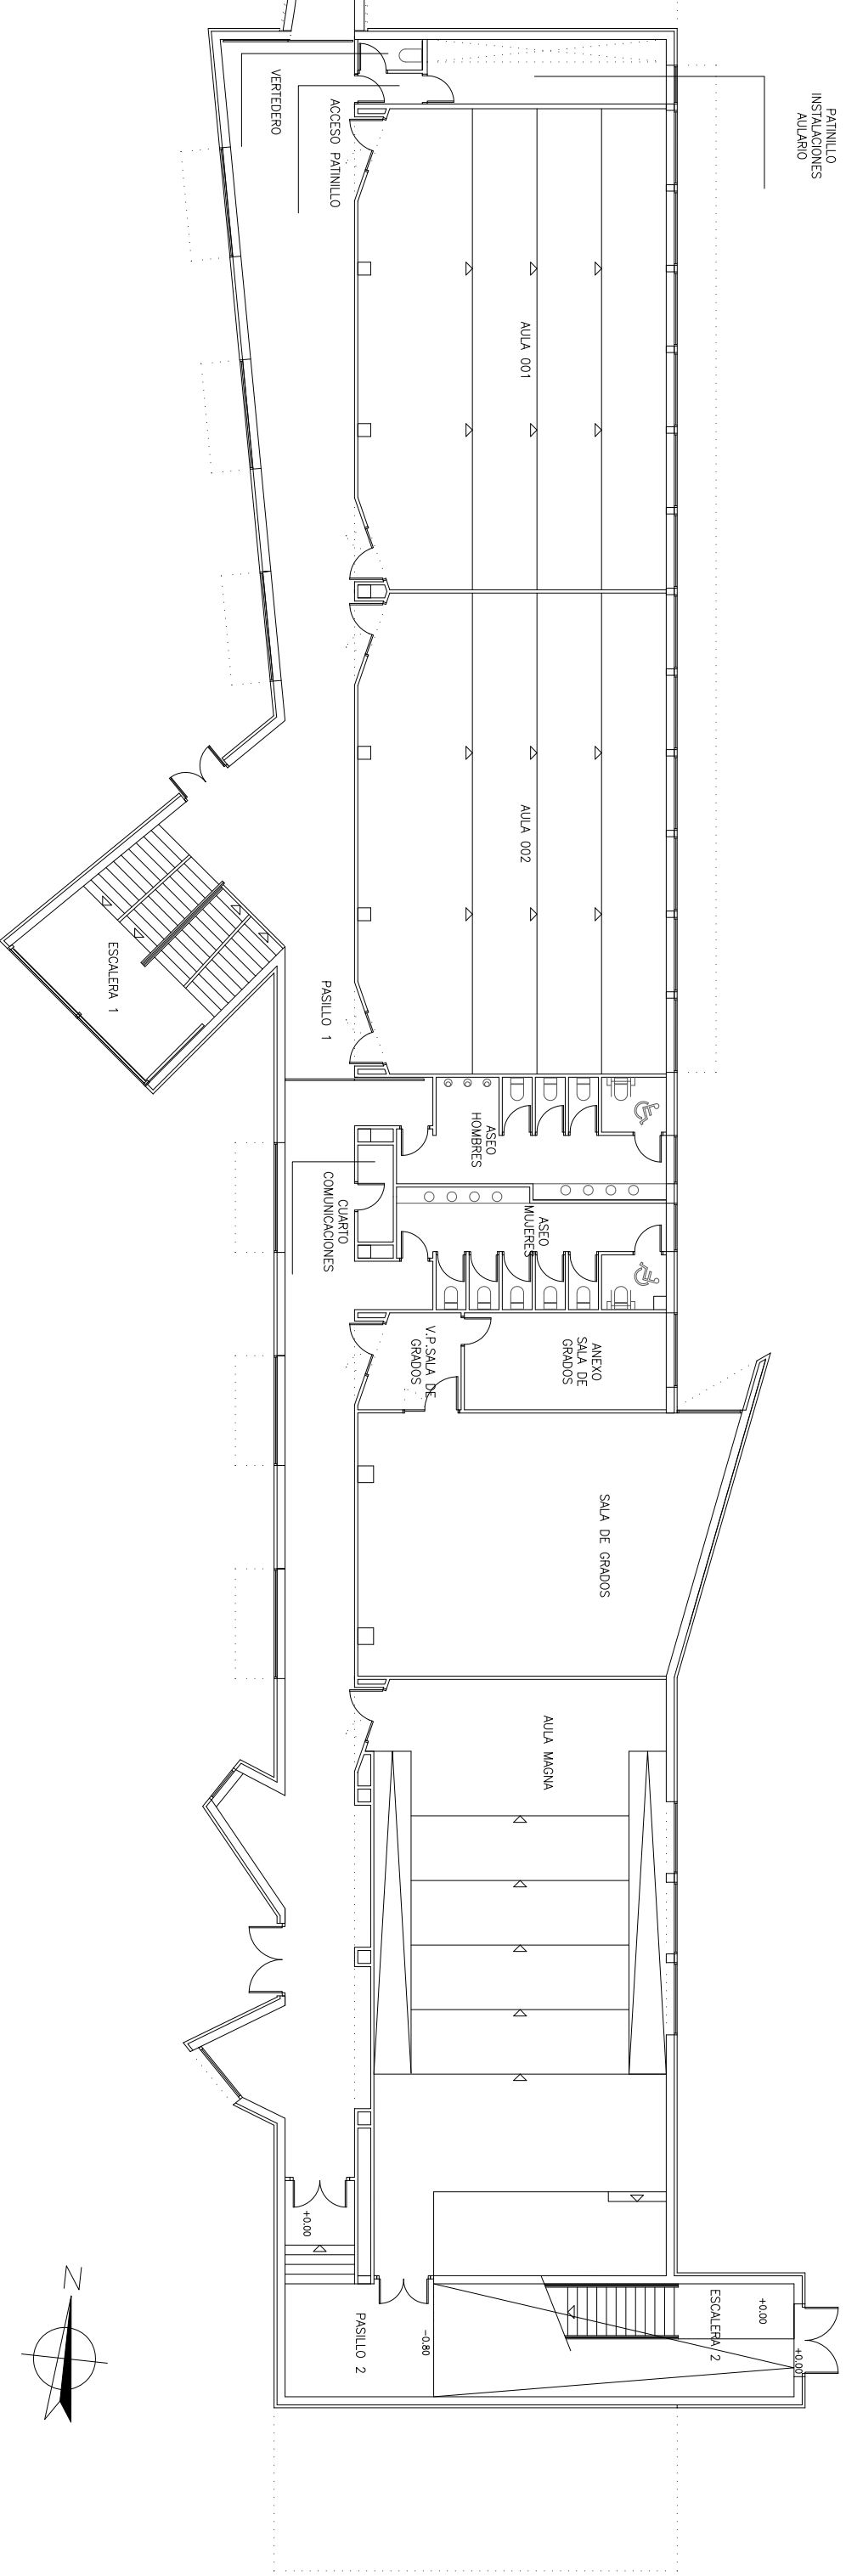 PATINILLO
INSTALACIONES
AULARIO
VERTEDERO
ACCESO PATINILLO
AULA 001
AULA 002
ESCALERA 1
PASILLO 1
ASEO
HOMBRES
CUARTO
COMUNICACIONES
ASEO
MUJERES
V.P.SALA DE
GRADOS
ANEXO
SALA DE
GRADOS
SALA DE GRADOS
AULA MAGNA
+0.00
PASILLO 2
-0.80
ESCALERA 2
+0.00
+0.00
N